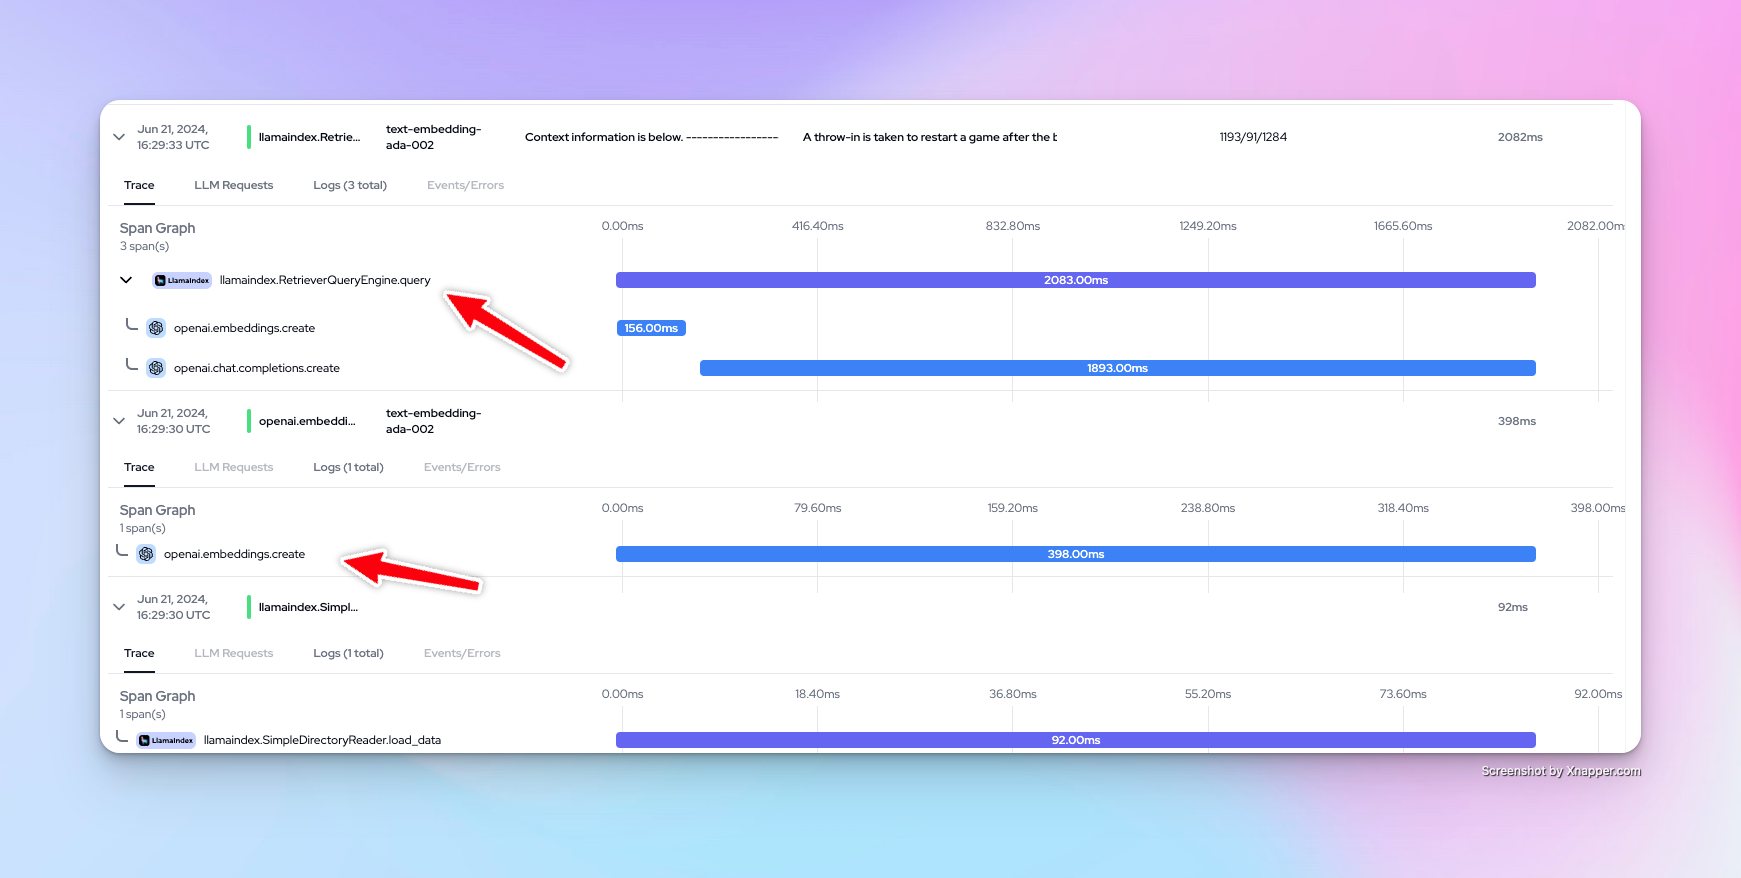 Jun 21, 2024,
16:29:33 UTC
llamaindex.Retrie...
text-embedding-
ada-002
Context information is below. -----------------
A throw-in is taken to restart a game after the b
1193/91/1284
2082ms
Trace LLM Requests Logs (3 total) Events/Errors
Span Graph
3 span(s)
0.00ms 416.40ms 832.80ms 1249.20ms 1665.60ms 2082.00m
LlamaIndex llamaindex.RetrieverQueryEngine.query 2083.00ms
openai.embeddings.create 156.00ms
openai.chat.completions.create 1893.00ms
Jun 21, 2024,
16:29:30 UTC
openai.embeddi...
text-embedding-
ada-002
398ms
Trace LLM Requests Logs (1 total) Events/Errors
Span Graph
1 span(s)
0.00ms 79.60ms 159.20ms 238.80ms 318.40ms 398.00ms
openai.embeddings.create 398.00ms
Jun 21, 2024,
16:29:30 UTC
llamaindex.Simpl...
92ms
Trace LLM Requests Logs (1 total) Events/Errors
Span Graph
1 span(s)
0.00ms 18.40ms 36.80ms 55.20ms 73.60ms 92.00ms
LlamaIndex llamaindex.SimpleDirectoryReader.load_data 92.00ms
Screenshot by Xnapper.com